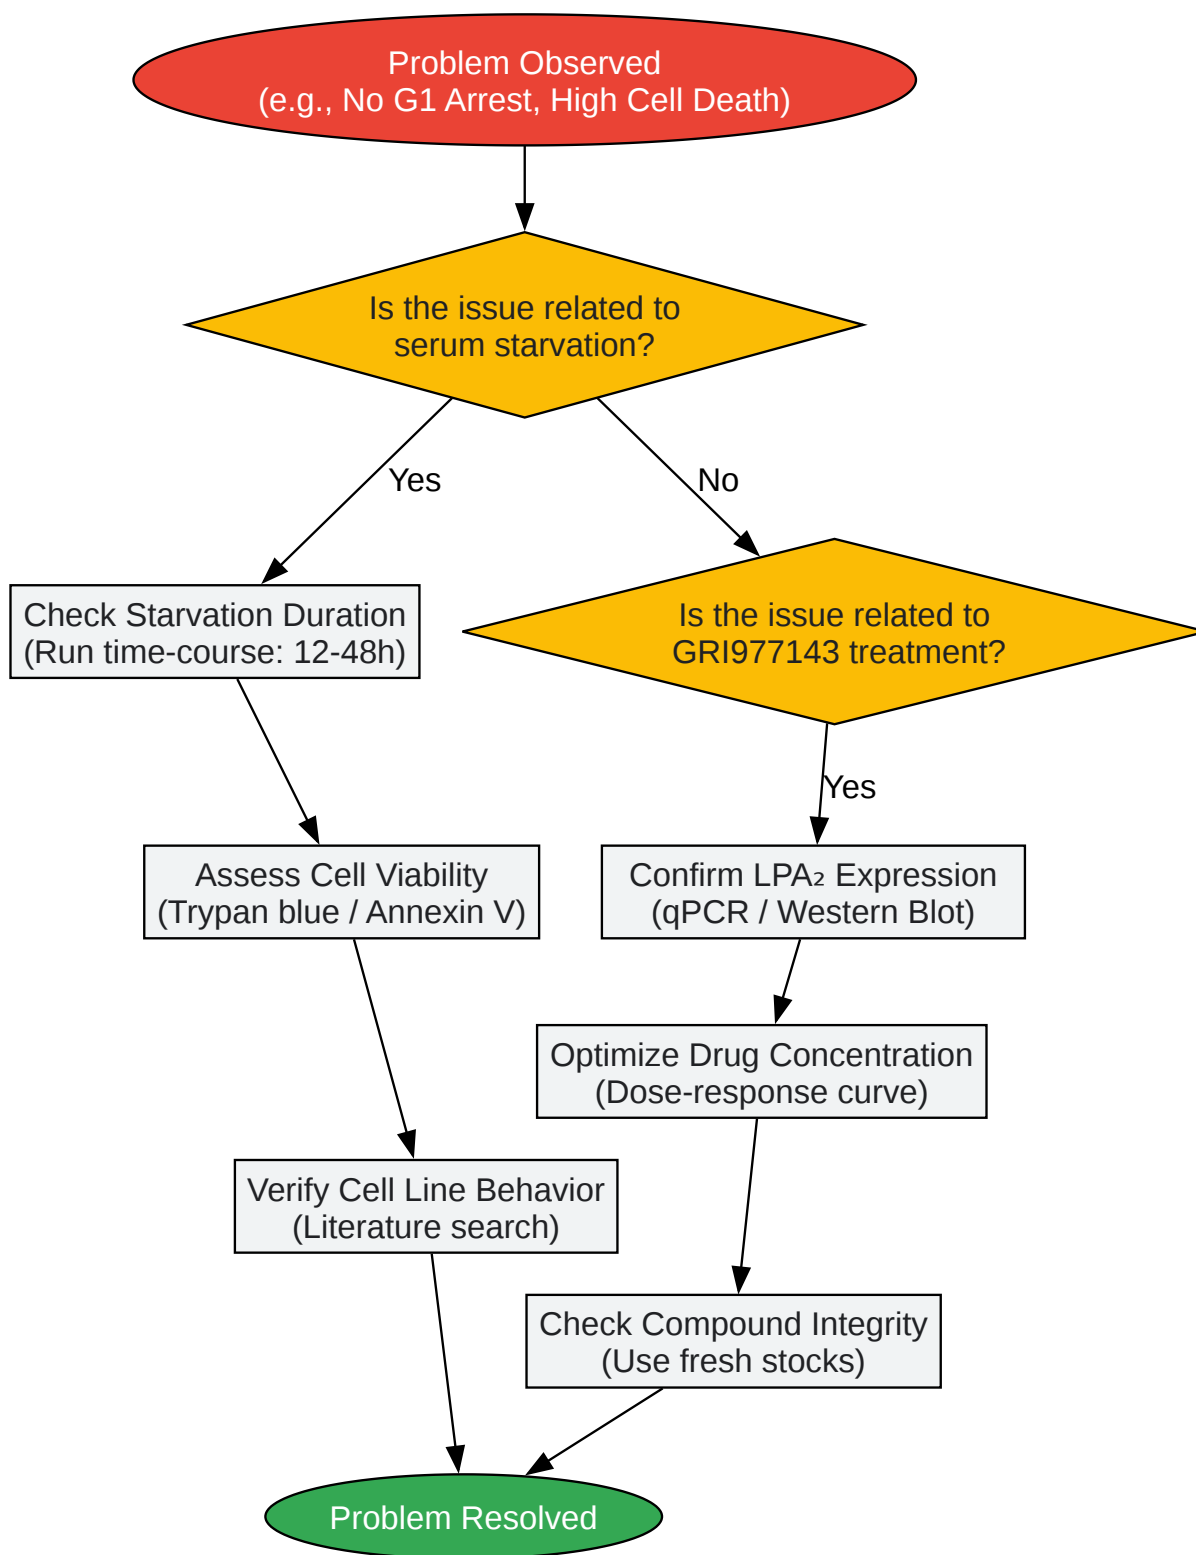 Problem Observed
(e.g., No G1 Arrest, High Cell Death)
Is the issue related to
serum starvation?
Yes
No
Check Starvation Duration
(Run time-course: 12-48h)
Is the issue related to
GRI977143 treatment?
Yes
Assess Cell Viability
(Trypan blue / Annexin V)
Confirm LPA₂ Expression
(qPCR / Western Blot)
Optimize Drug Concentration
(Dose-response curve)
Verify Cell Line Behavior
(Literature search)
Check Compound Integrity
(Use fresh stocks)
Problem Resolved